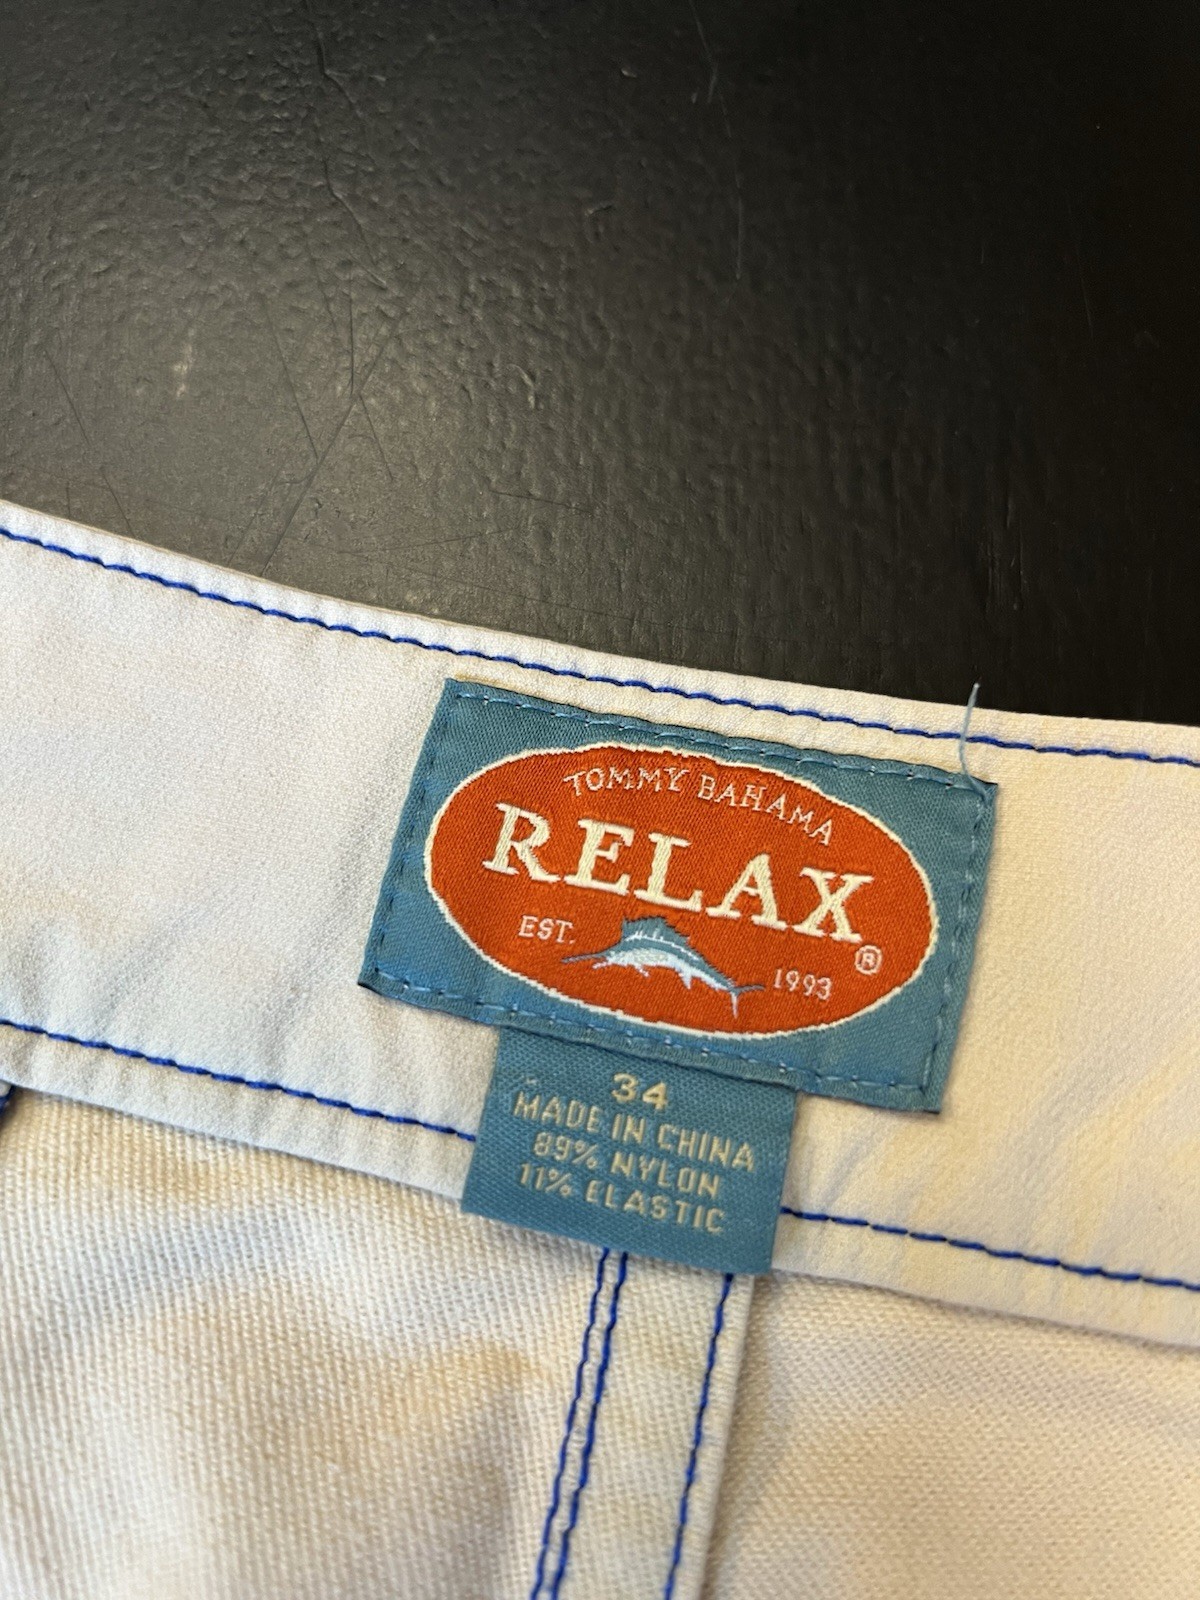 TOMMY BAHAMA
RELAX
EST. 1993
®
34
MADE IN CHINA
89% NYLON
11% ELASTIC